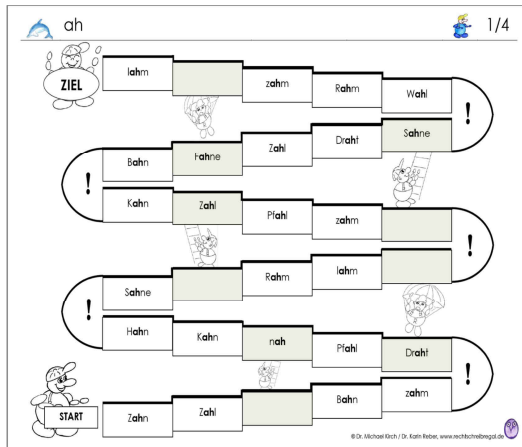 ah 1/4
ZIEL lahm zahm Rahm Wahl
!
Bahn Fahne Zahl Draht Sahne
!
Kahn Zahl Pfahl zahm
!
Sahne Rahm lahm
!
Hahn Kahn nah Pfahl Draht
!
START Zahn Zahl Bahn zahm
© Dr. Michael Kirch / Dr. Karin Reber, www.rechtschreibregal.de